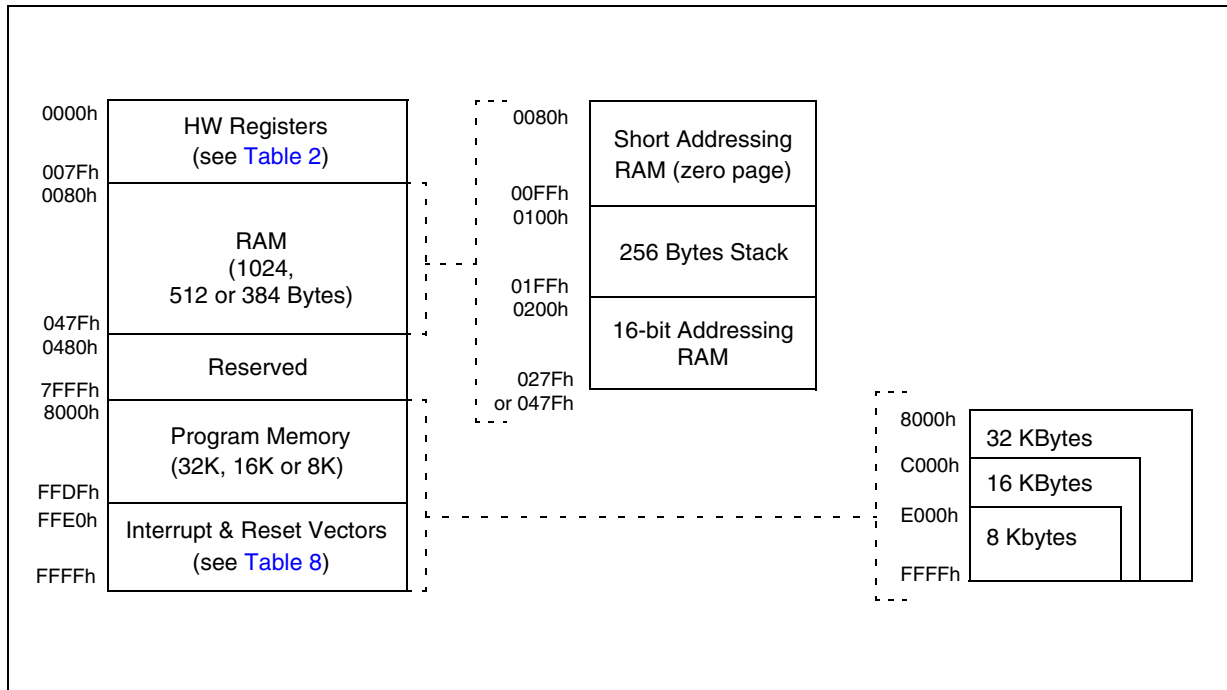 0000h
HW Registers
(see Table 2)
007Fh
0080h
RAM
(1024,
512 or 384 Bytes)
047Fh
0480h
Reserved
7FFFh
8000h
Program Memory
(32K, 16K or 8K)
FFDFh
FFE0h
Interrupt & Reset Vectors
(see Table 8)
FFFFh
0080h
Short Addressing
RAM (zero page)
00FFh
0100h
256 Bytes Stack
01FFh
0200h
16-bit Addressing
RAM
027Fh
or 047Fh
8000h
32 KBytes
C000h
16 KBytes
E000h
8 Kbytes
FFFFh